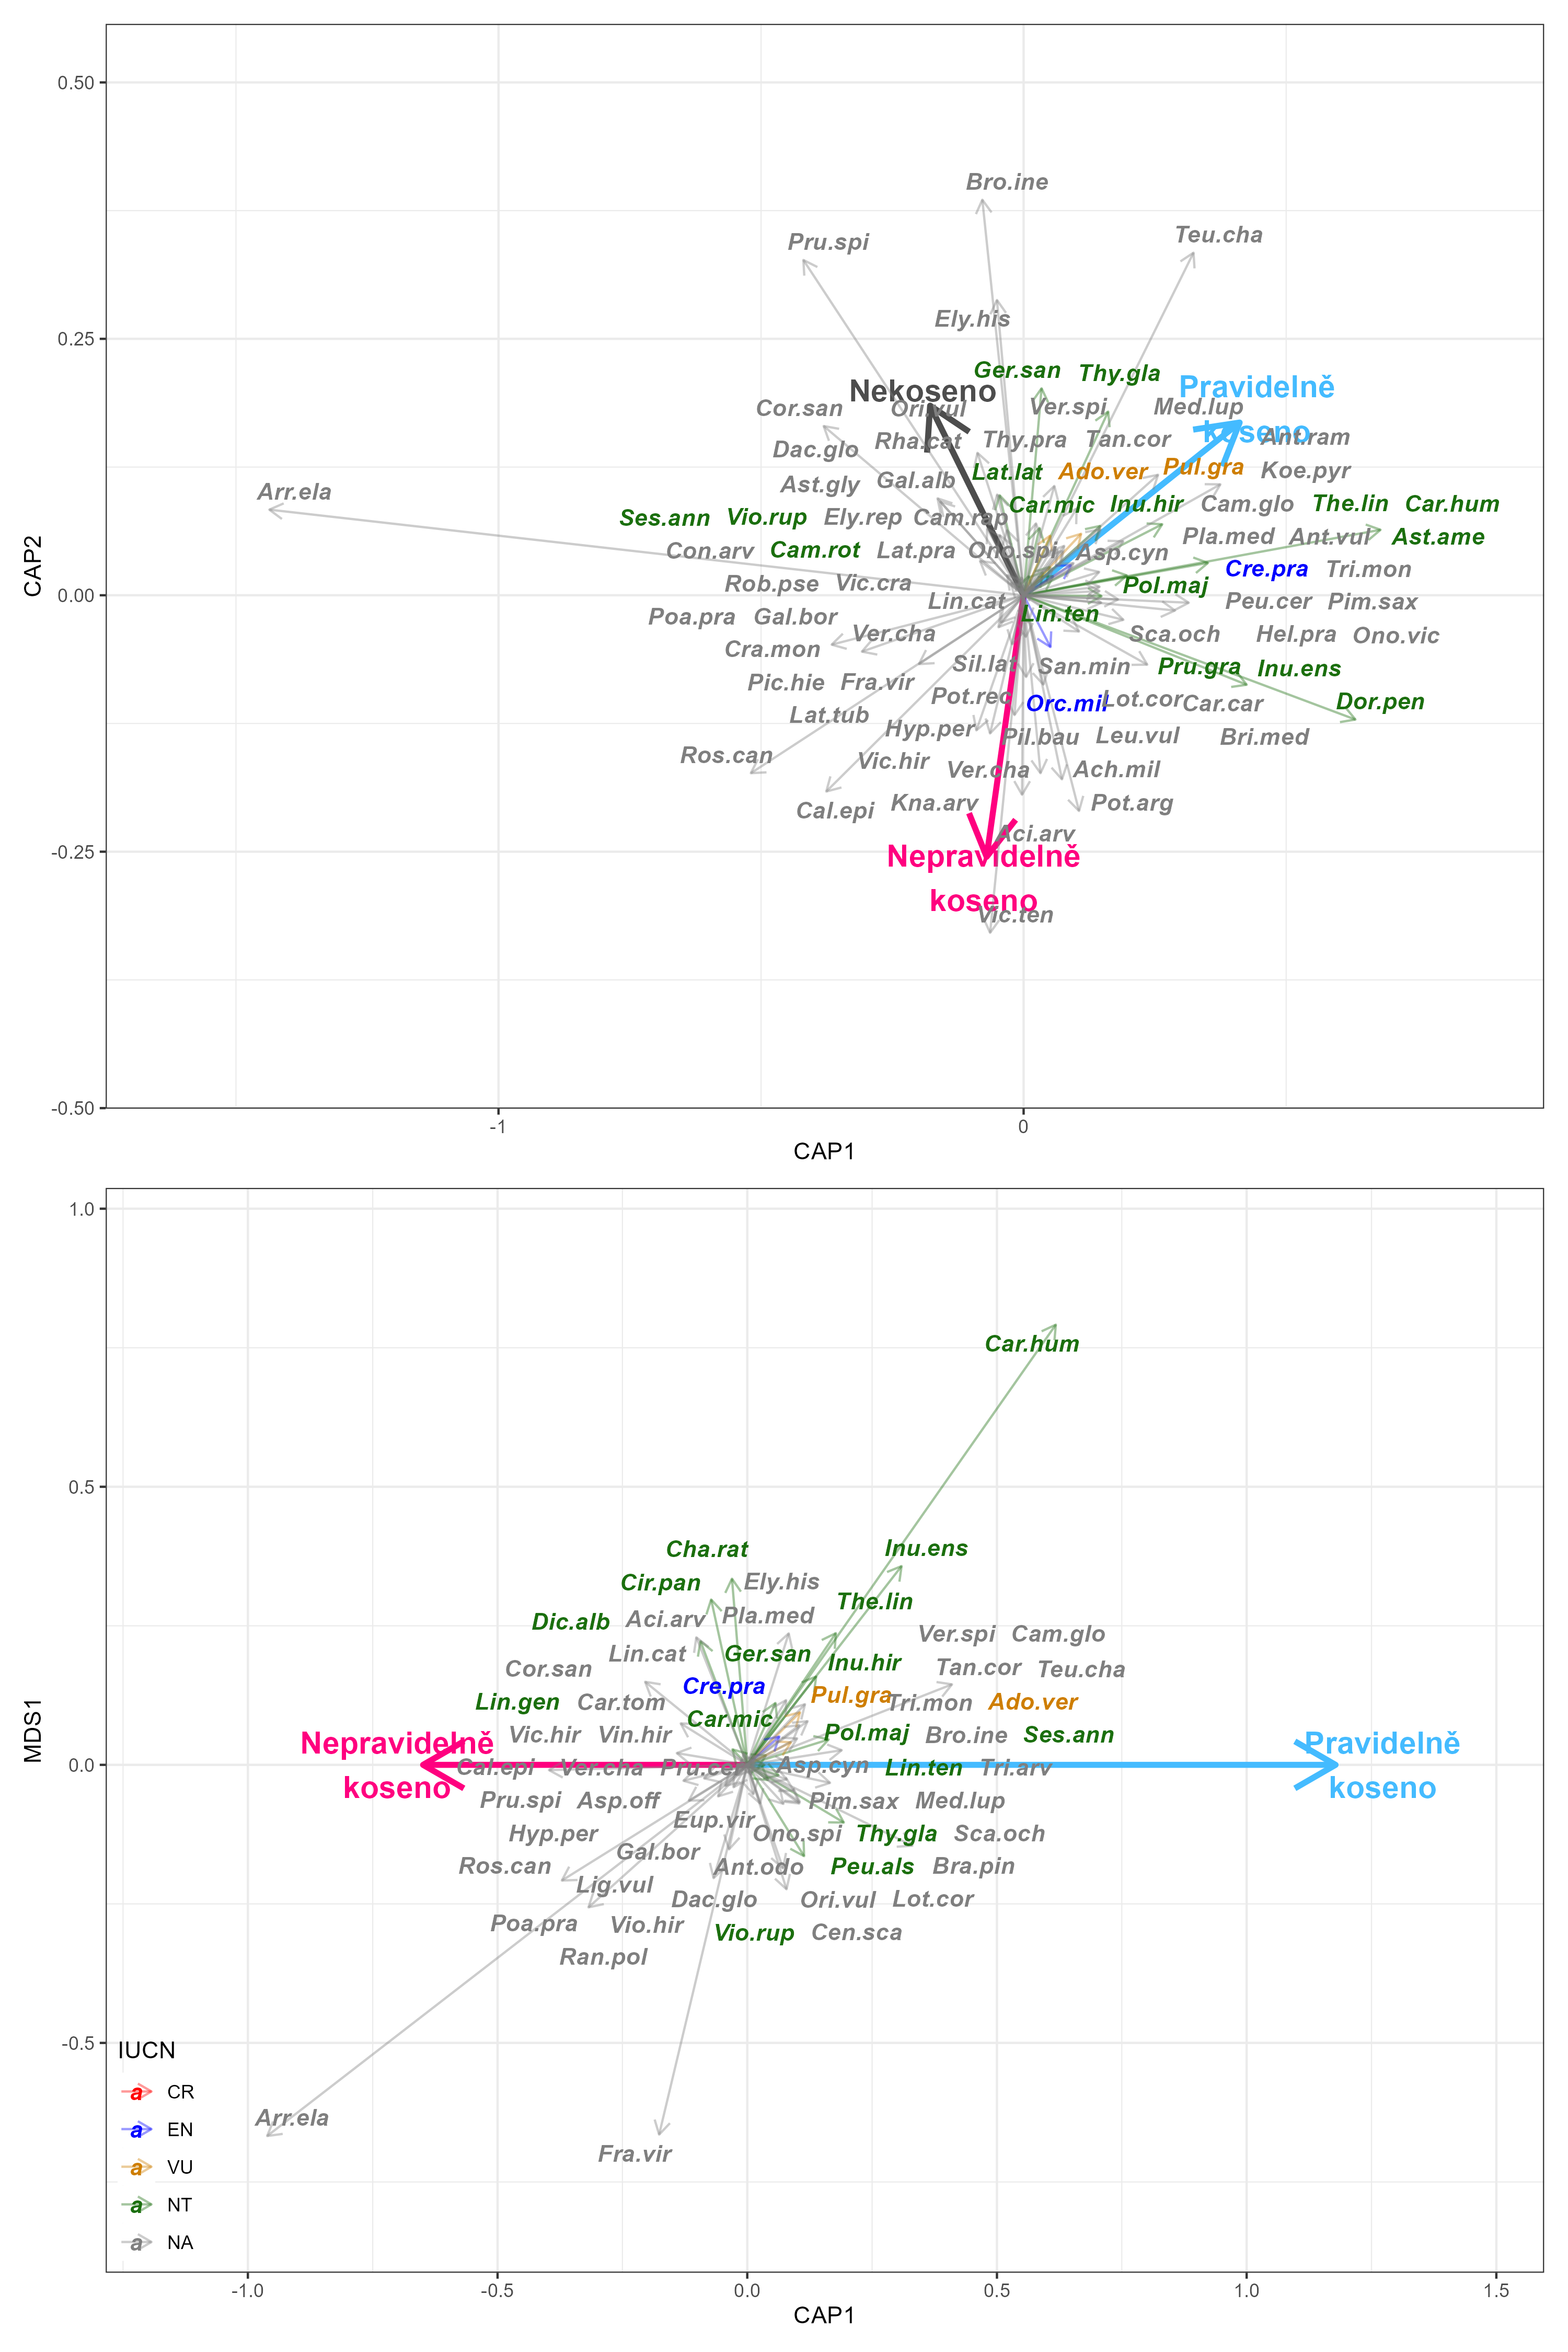 0.50
0.25
0.00
-0.25
-0.50
CAP2
Bro.ine
Pru.spi
Teu.cha
Ely.his
Ger.san Thy.gla
Nekoseno
Pravidelně
koseno
Cor.san Ori.vul Ver.spi Med.lup
Dac.glo Rha.cat Thy.pra Tan.cor Ant.ram
Ast.gly Gal.alb Lat.lat Ado.ver Pul.gra Koe.pyr
Arr.ela
Car.mic Inu.hir Cam.glo The.lin Car.hum
Ses.ann Vio.rup Ely.rep Cam.rap
Pla.med Ant.vul Ast.ame
Con.arv Cam.rot Lat.pra Ono.spi Asp.cyn
Cre.pra Tri.mon
Rob.pse Vic.cra Pol.maj
Lin.cat Peu.cer Pim.sax
Poa.pra Gal.bor Lin.ten
Ver.cha Sca.och Hel.pra Ono.vic
Cra.mon Sil.lat San.min Pru.gra Inu.ens
Pic.hie Fra.vir
Pot.rec Orc.mil Lot.cor Car.car Dor.pen
Lat.tub Hyp.per Pil.bau Leu.vul Bri.med
Ros.can Vic.hir Ver.cha Ach.mil
Cal.epi Kna.arv Pot.arg
Aci.arv
Nepravidelně
koseno
Vic.ten
-1 0
CAP1
1.0
0.5
0.0
-0.5
MDS1
Car.hum
Cha.rat Inu.ens
Cir.pan Ely.his
The.lin
Dic.alb Aci.arv Pla.med
Ver.spi Cam.glo
Lin.cat Ger.san Inu.hir
Cor.san Tan.cor Teu.cha
Cre.pra
Lin.gen Car.tom Pul.gra Tri.mon Ado.ver
Car.mic
Vic.hir Vin.hir Pol.maj Bro.ine Ses.ann
Nepravidelně
koseno
Pravidelně
koseno
Cal.epi Ver.cha Pru.ce Asp.cyn Lin.ten Tri.arv
Pru.spi Asp.off Pim.sax Med.lup
Eup.vir
Hyp.per Ono.spi Thy.gla Sca.och
Gal.bor
Ros.can Ant.odo Peu.als Bra.pin
Lig.vul
Dac.glo Ori.vul Lot.cor
Poa.pra Vio.hir
Vio.rup Cen.sca
Ran.pol
Arr.ela
Fra.vir
IUCN
a CR
a EN
a VU
a NT
a NA
-1.0 -0.5 0.0 0.5 1.0 1.5
CAP1